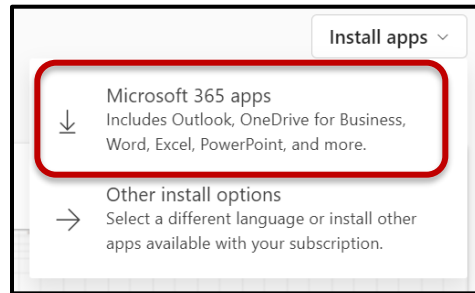 Install apps
Microsoft 365 apps
Includes Outlook, OneDrive for Business,
Word, Excel, PowerPoint, and more.
Other install options
Select a different language or install other
apps available with your subscription.